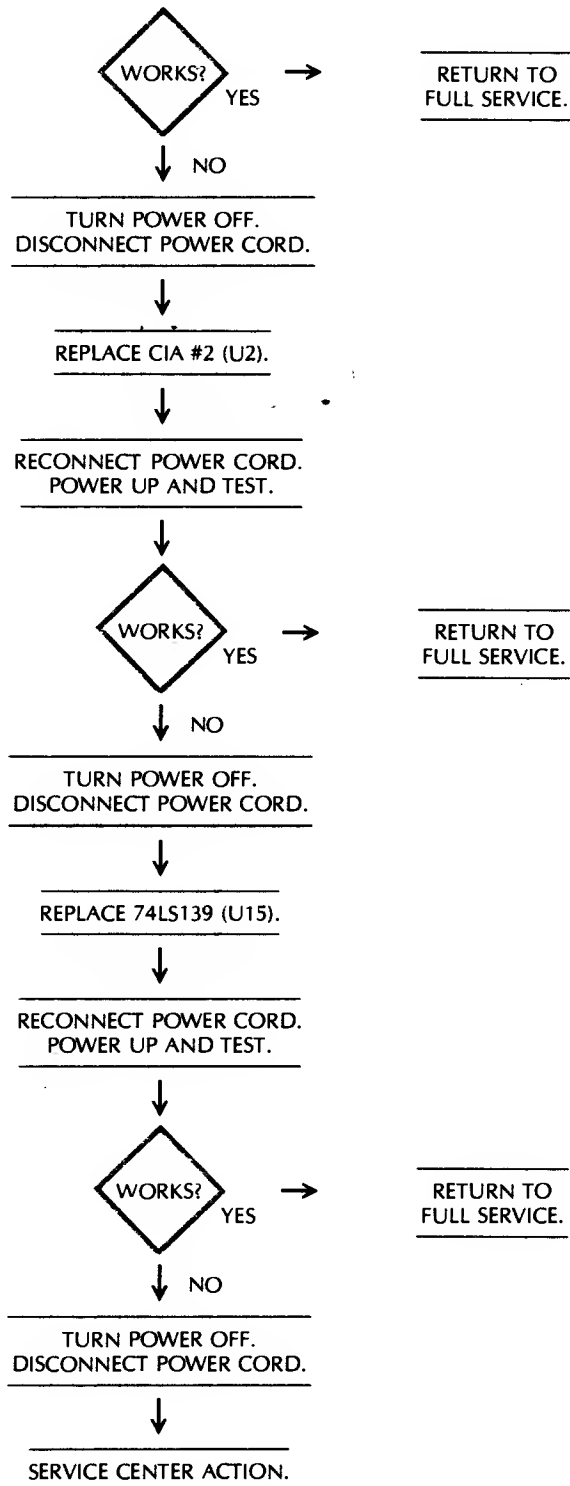 WORKS?
YES
RETURN TO
FULL SERVICE.
NO
TURN POWER OFF.
DISCONNECT POWER CORD.
REPLACE CIA #2 (U2).
RECONNECT POWER CORD.
POWER UP AND TEST.
WORKS?
YES
RETURN TO
FULL SERVICE.
NO
TURN POWER OFF.
DISCONNECT POWER CORD.
REPLACE 74LS139 (U15).
RECONNECT POWER CORD.
POWER UP AND TEST.
WORKS?
YES
RETURN TO
FULL SERVICE.
NO
TURN POWER OFF.
DISCONNECT POWER CORD.
SERVICE CENTER ACTION.